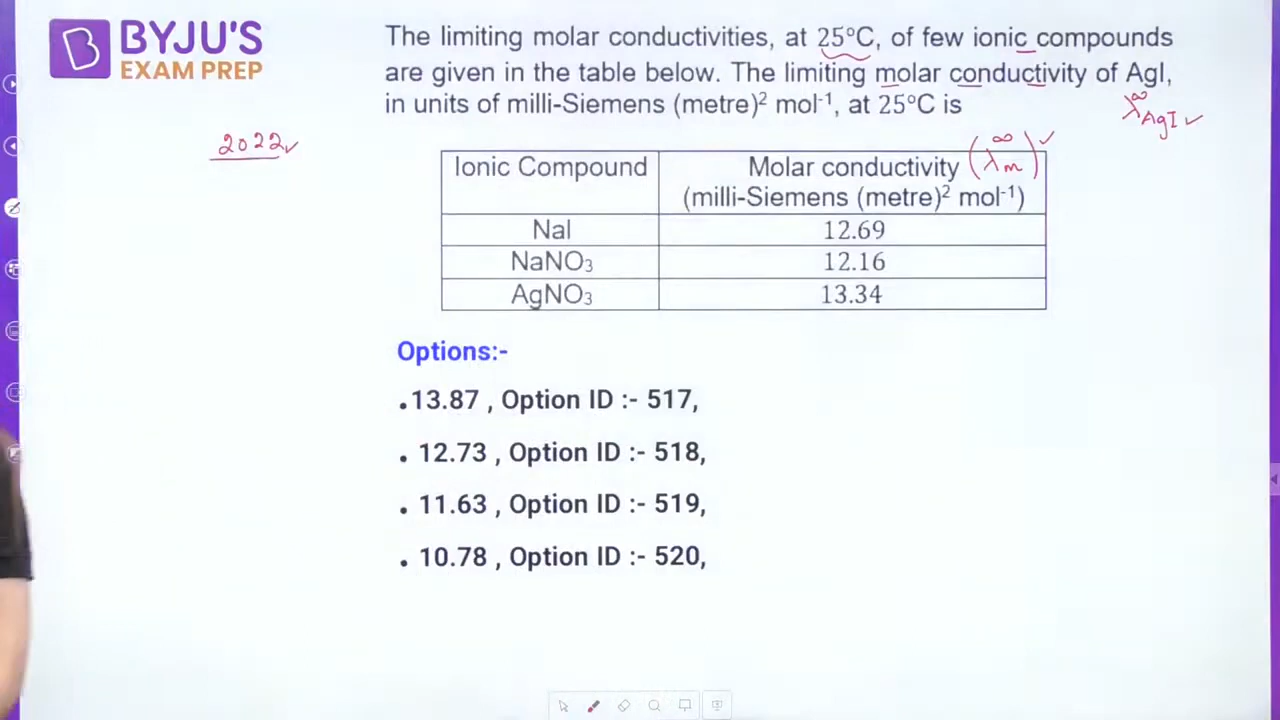 BYJU'S
EXAM PREP
The limiting molar conductivities, at 25°C, of few ionic compounds
are given in the table below. The limiting molar conductivity of AgI,
in units of milli-Siemens (metre)² mol⁻¹, at 25°C is
λ∞AgI ✓
2022✓
Ionic Compound Molar conductivity (λ∞m) ✓
(milli-Siemens (metre)² mol⁻¹)
NaI 12.69
NaNO₃ 12.16
AgNO₃ 13.34
Options:-
.13.87 , Option ID :- 517,
. 12.73 , Option ID :- 518,
. 11.63 , Option ID :- 519,
. 10.78 , Option ID :- 520,